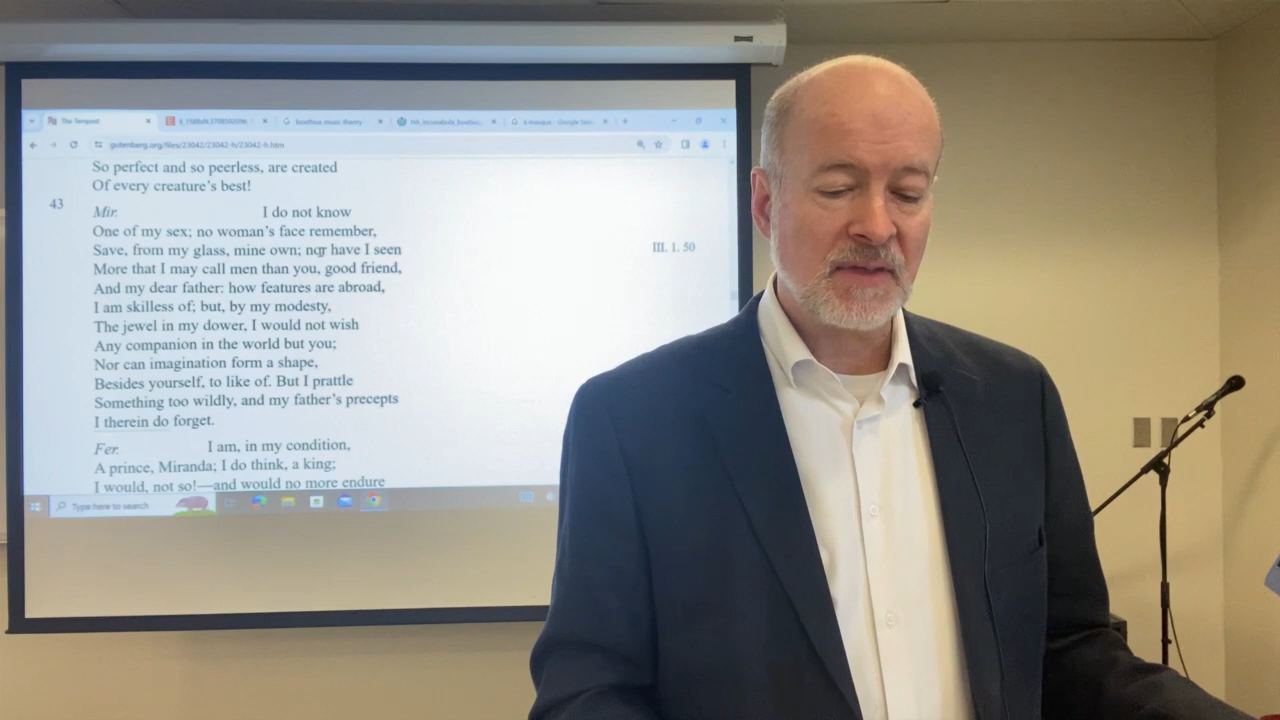 The Tempest
Boethius music theory
a masque - Google Sea
gutenberg.org/files/23042/23042-h/23042-h.htm
So perfect and so peerless, are created
Of every creature's best!
43
Mir. I do not know
One of my sex; no woman's face remember,
Save, from my glass, mine own; nor have I seen
III. 1. 50
More that I may call men than you, good friend,
And my dear father: how features are abroad,
I am skilless of; but, by my modesty,
The jewel in my dower, I would not wish
Any companion in the world but you;
Nor can imagination form a shape,
Besides yourself, to like of. But I prattle
Something too wildly, and my father's precepts
I therein do forget.
Fer. I am, in my condition,
A prince, Miranda; I do think, a king;
I would, not so!—and would no more endure
Type here to search